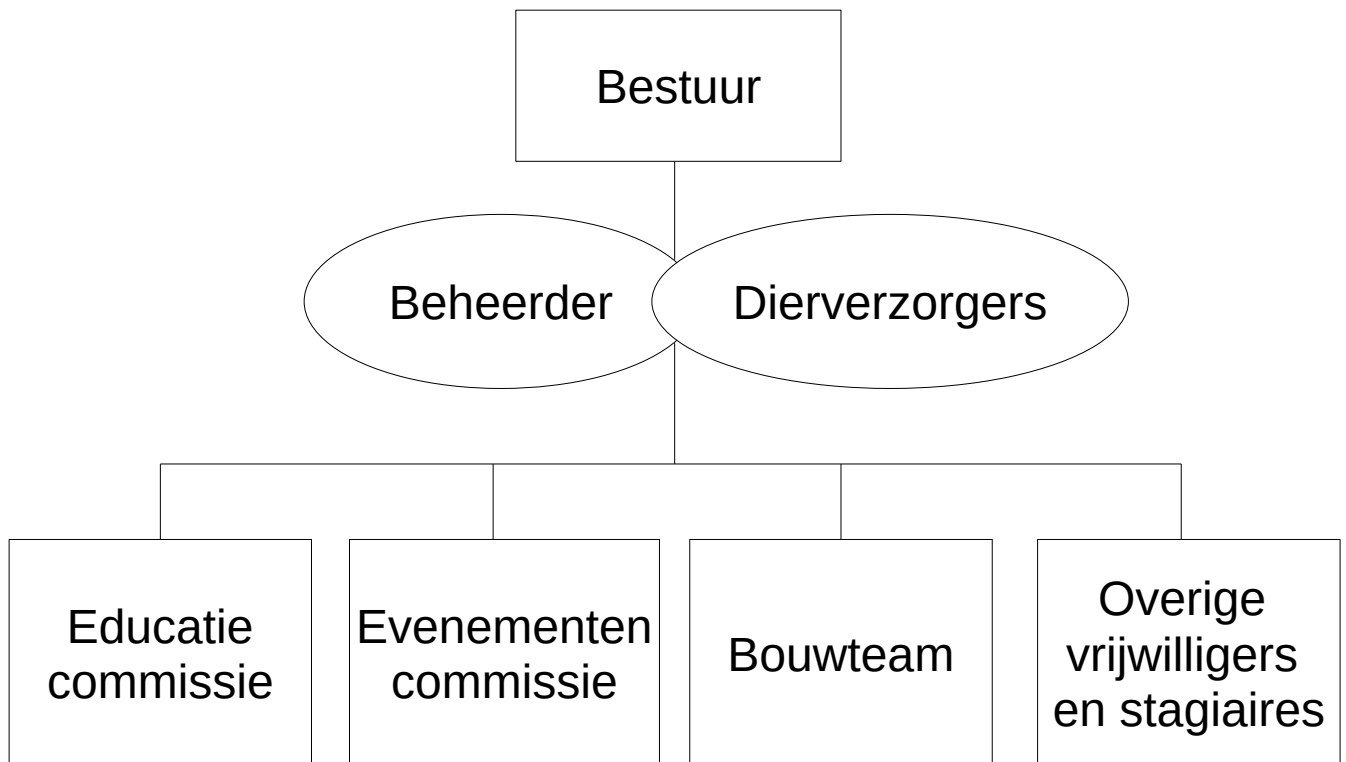 Bestuur
Beheerder
Dierverzorgers
Educatie
commissie
Evenementen
commissie
Bouwteam
Overige
vrijwilligers
en stagiaires